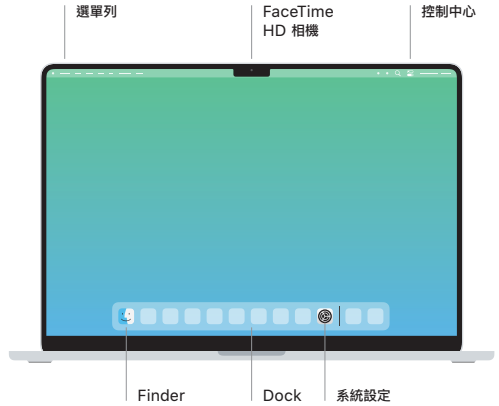 選單列
FaceTime
HD 相機
控制中心
Finder
Dock
系統設定